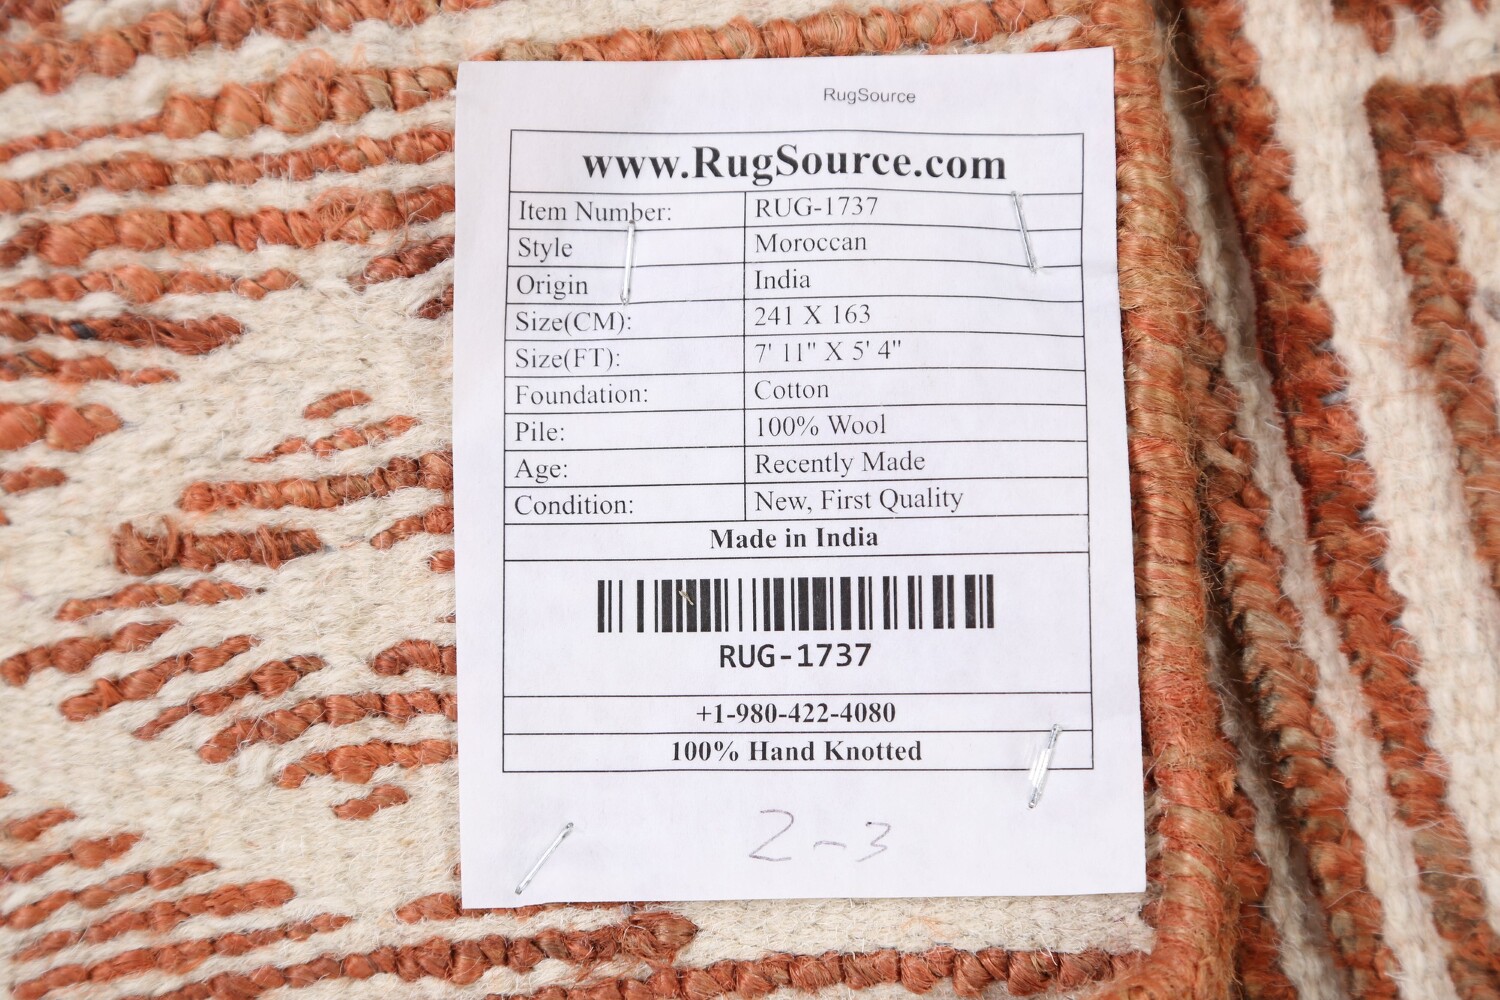 RugSource
www.RugSource.com
Item Number: RUG-1737
Style Moroccan
Origin India
Size(CM): 241 X 163
Size(FT): 7' 11" X 5' 4"
Foundation: Cotton
Pile: 100% Wool
Age: Recently Made
Condition: New, First Quality
Made in India
RUG-1737
+1-980-422-4080
100% Hand Knotted
2-3